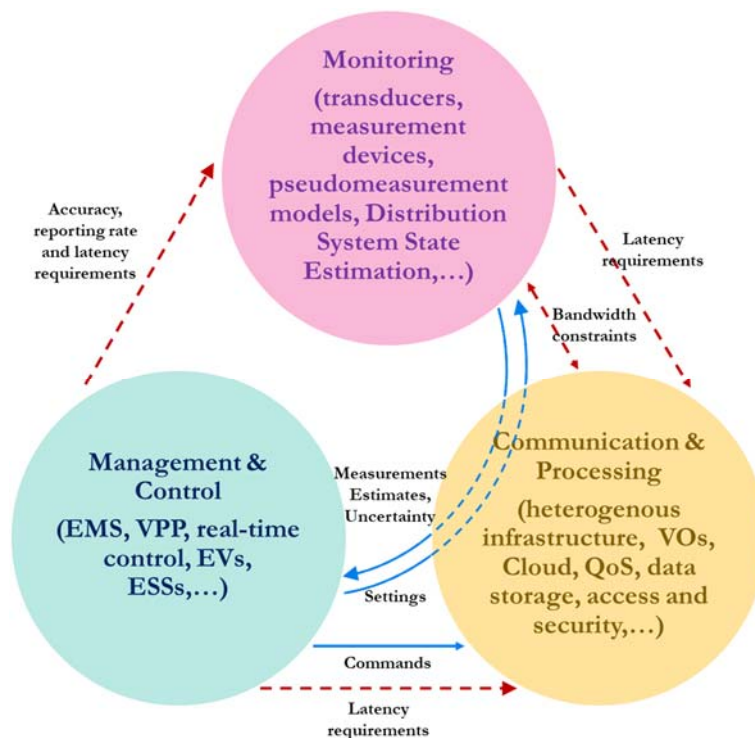 Monitoring
(transducers,
measurement
devices,
pseudomeasurement
models, Distribution
System State
Estimation,…)
Accuracy,
reporting rate
and latency
requirements
Latency
requirements
Bandwidth
constraints
Management &
Control
(EMS, VPP, real-time
control, EVs,
ESSs,…)
Measurements
Estimates,
Uncertainty
Communication &
Processing
(heterogenous
infrastructure, VOs,
Cloud, QoS, data
storage, access and
security,…)
Settings
Commands
Latency
requirements